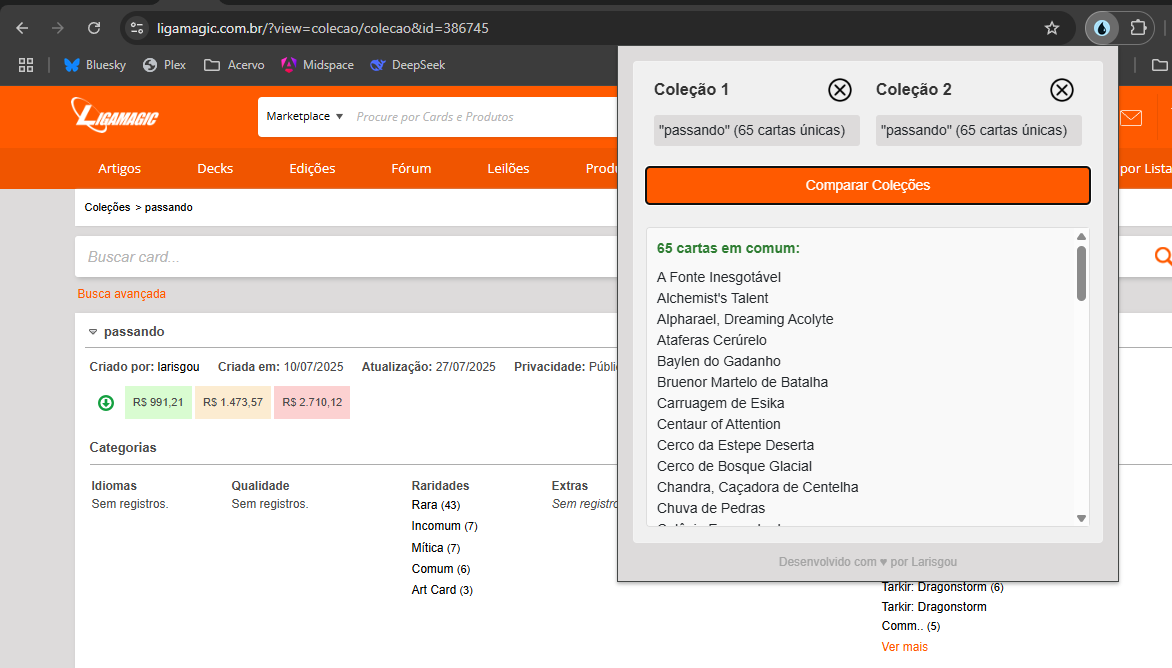 ligamagic.com.br/?view=colecao/colecao&id=386745
Bluesky
Plex
Acervo
Midspace
DeepSeek
LIGAMAGIC
Marketplace
Procure por Cards e Produtos
Artigos
Decks
Edições
Fórum
Leilões
Produ
por Lista
Coleções > passando
Buscar card...
Busca avançada
passando
Criado por: larisgou
Criada em: 10/07/2025
Atualização: 27/07/2025
Privacidade: Públi
R$ 991,21
R$ 1.473,57
R$ 2.710,12
Categorias
Idiomas
Sem registros.
Qualidade
Sem registros.
Raridades
Rara (43)
Incomum (7)
Mítica (7)
Comum (6)
Art Card (3)
Extras
Sem registro
Coleção 1
"passando" (65 cartas únicas)
Coleção 2
"passando" (65 cartas únicas)
Comparar Coleções
65 cartas em comum:
A Fonte Inesgotável
Alchemist's Talent
Alpharael, Dreaming Acolyte
Ataferas Cerúrelo
Baylen do Gadanho
Bruenor Martelo de Batalha
Carruagem de Esika
Centaur of Attention
Cerco da Estepe Deserta
Cerco de Bosque Glacial
Chandra, Caçadora de Centelha
Chuva de Pedras
Desenvolvido com ♥ por Larisgou
Tarkir: Dragonstorm (6)
Tarkir: Dragonstorm
Comm.. (5)
Ver mais